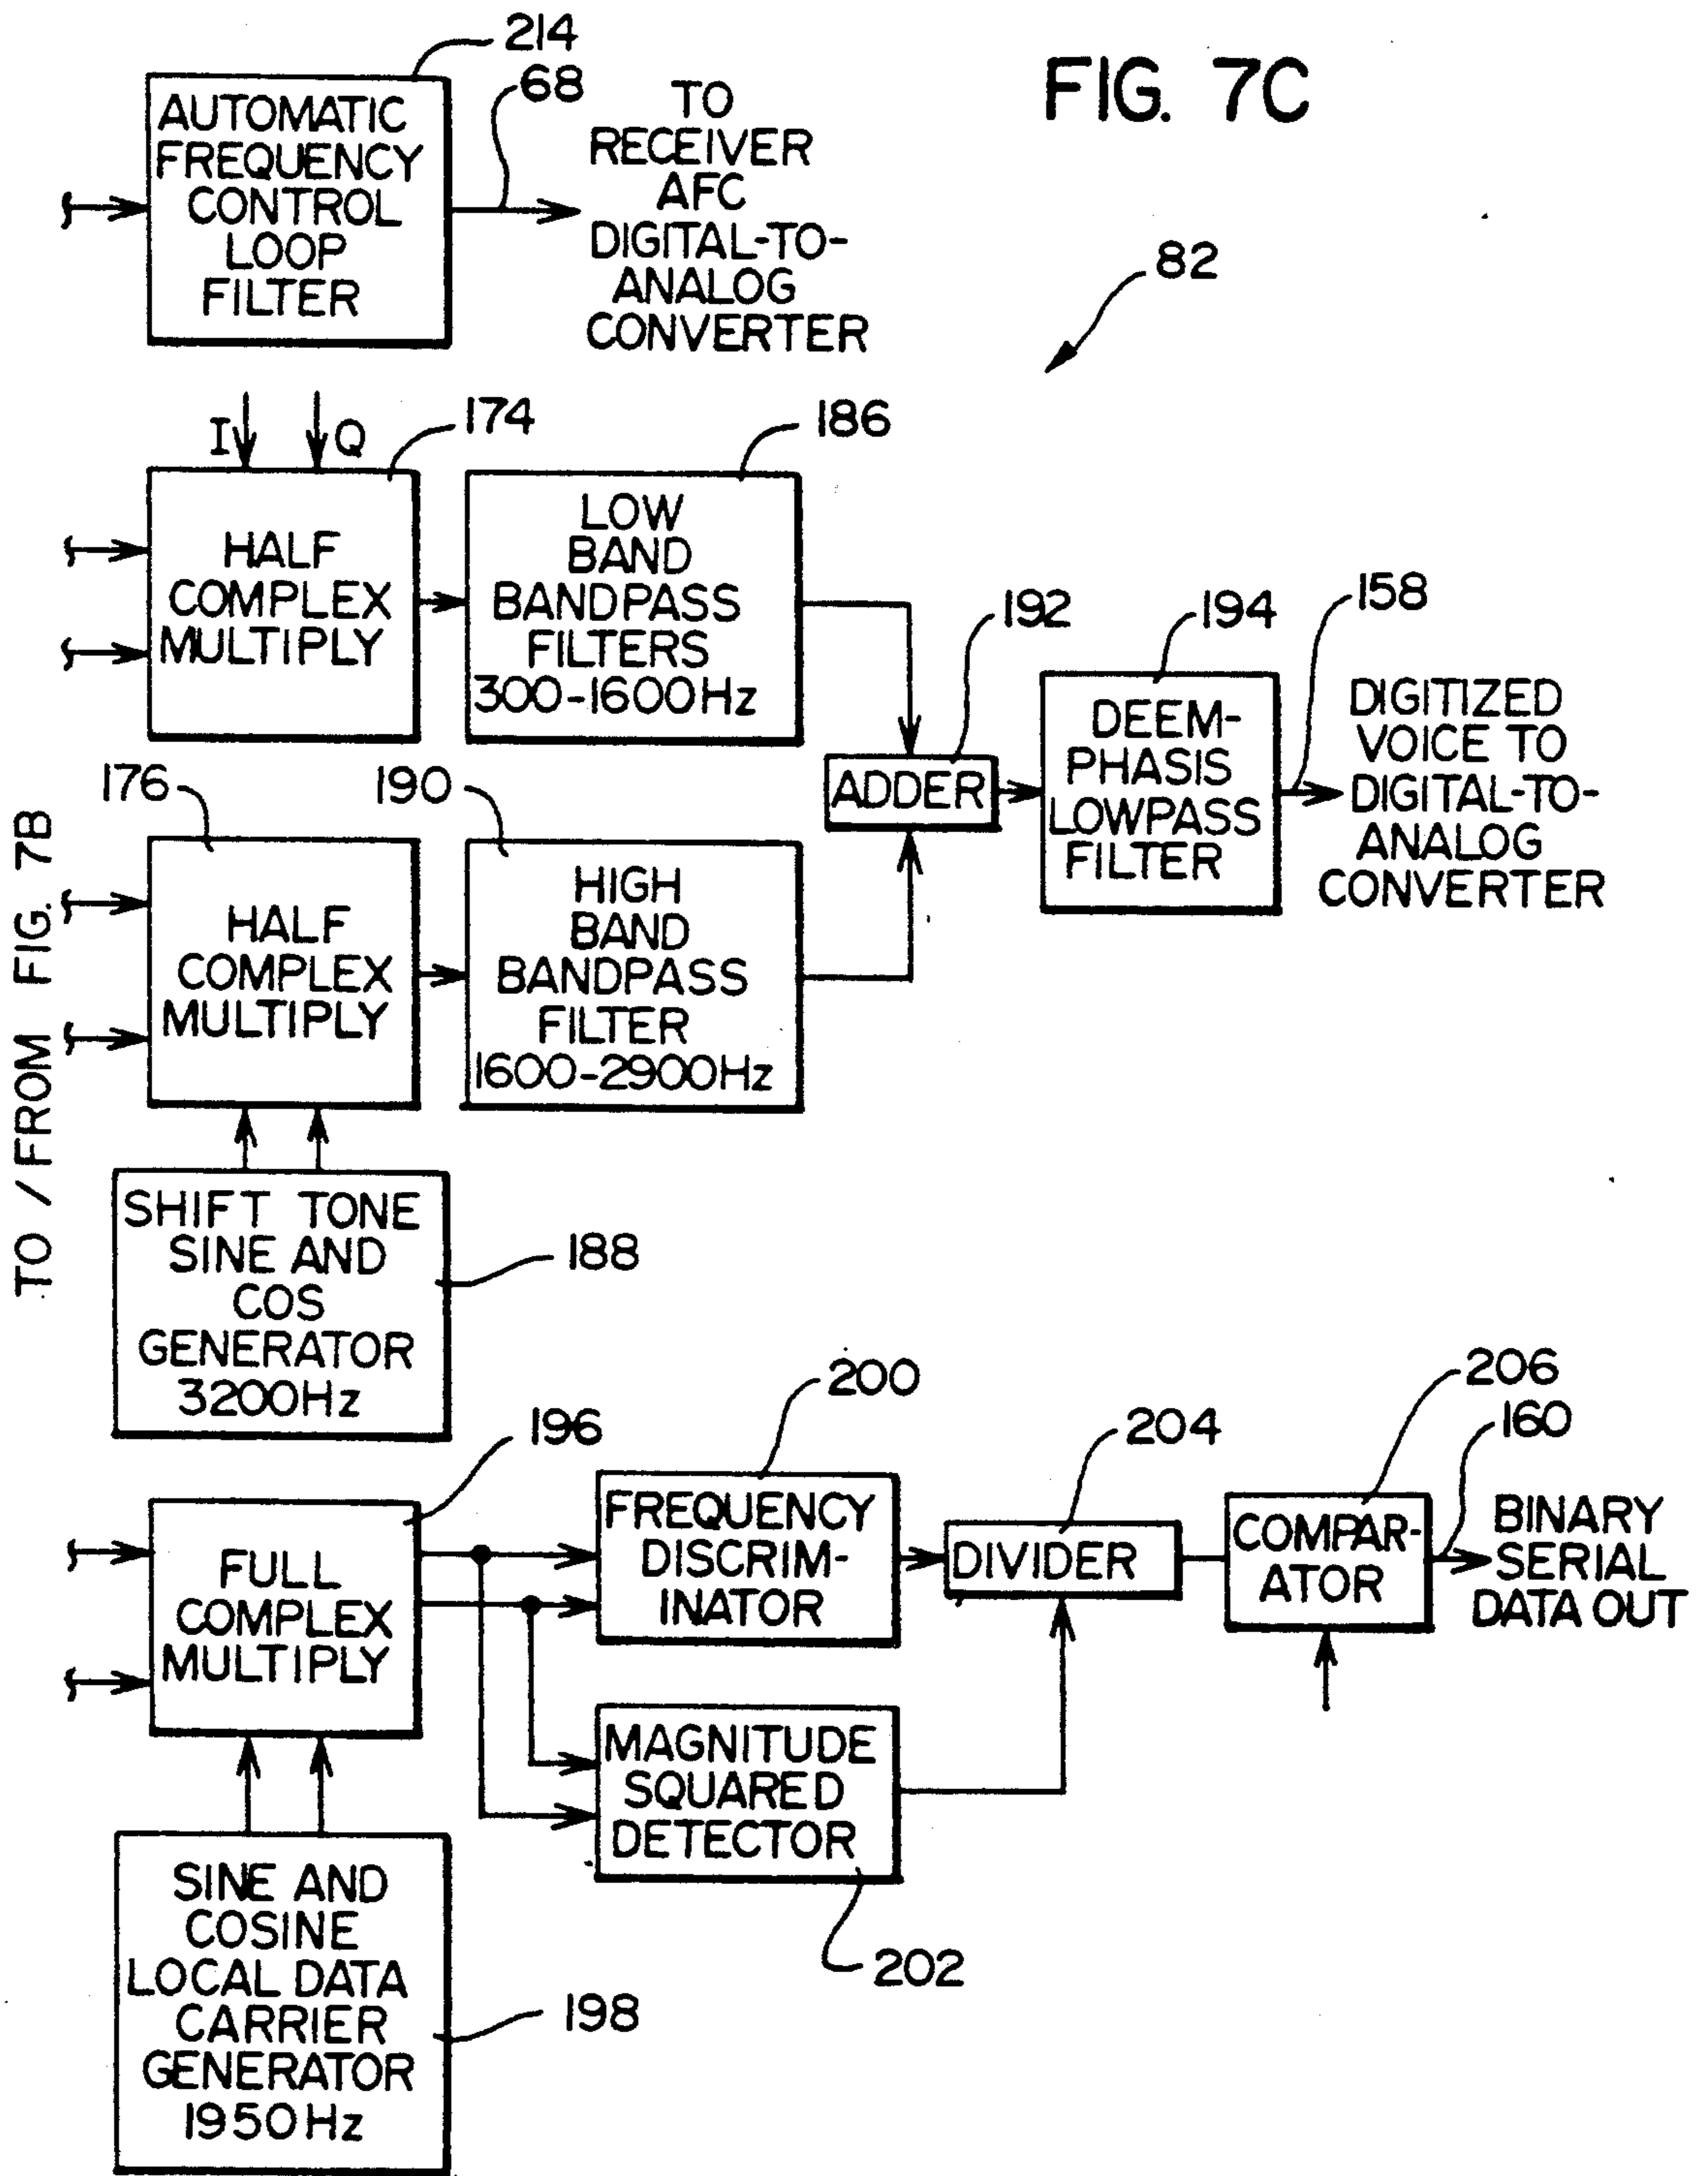 FIG. 7C
214
AUTOMATIC
FREQUENCY
CONTROL
LOOP
FILTER
68
TO
RECEIVER
AFC
DIGITAL-TO-
ANALOG
CONVERTER
82
I
Q
174
HALF
COMPLEX
MULTIPLY
186
LOW
BAND
BANDPASS
FILTERS
300-1600Hz
192
ADDER
194
DEEM-
PHASIS
LOWPASS
FILTER
158
DIGITIZED
VOICE TO
DIGITAL-TO-
ANALOG
CONVERTER
TO / FROM FIG. 7B
176
HALF
COMPLEX
MULTIPLY
190
HIGH
BAND
BANDPASS
FILTER
1600-2900Hz
SHIFT TONE
SINE AND
COS
GENERATOR
3200Hz
188
196
FULL
COMPLEX
MULTIPLY
200
FREQUENCY
DISCRIM-
INATOR
204
DIVIDER
206
COMPAR-
ATOR
160
BINARY
SERIAL
DATA OUT
MAGNITUDE
SQUARED
DETECTOR
202
SINE AND
COSINE
LOCAL DATA
CARRIER
GENERATOR
1950Hz
198